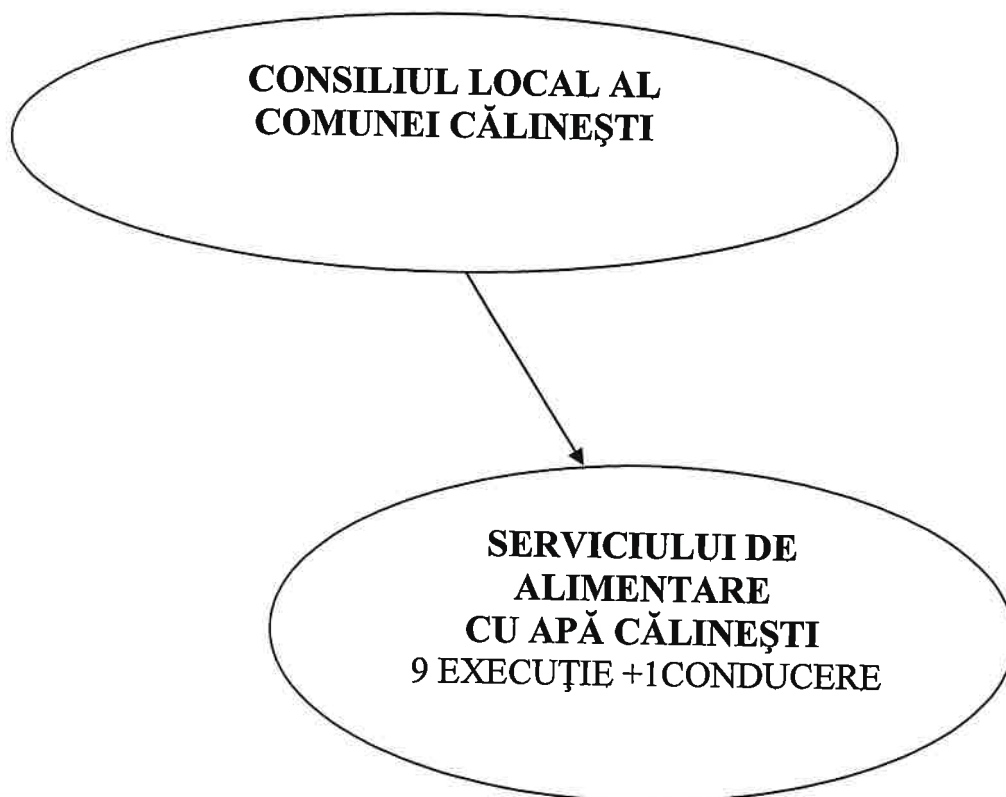 CONSILIUL LOCAL AL
COMUNEI CĂLINEŞTI
SERVICIULUI DE
ALIMENTARE
CU APĂ CĂLINEŞTI
9 EXECUŢIE +1CONDUCERE